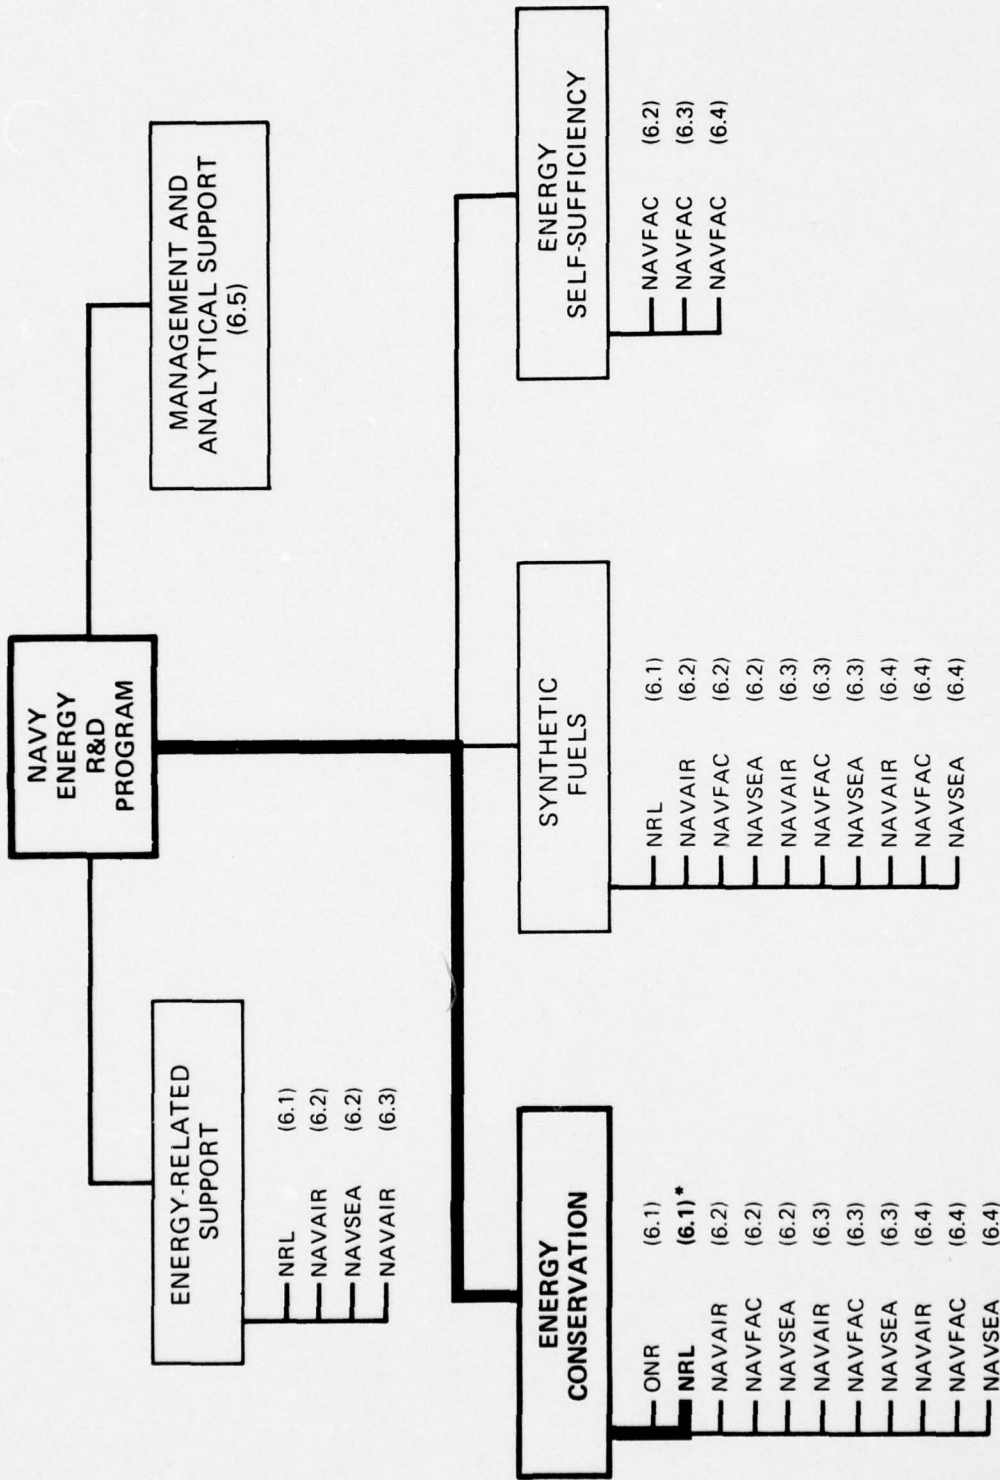 NAVY
ENERGY
R&D
PROGRAM
ENERGY-RELATED
SUPPORT
NRL (6.1)
NAVAIR (6.2)
NAVSEA (6.2)
NAVAIR (6.3)
MANAGEMENT AND
ANALYTICAL SUPPORT
(6.5)
ENERGY
CONSERVATION
ONR (6.1)
NRL (6.1)*
NAVAIR (6.2)
NAVFAC (6.2)
NAVSEA (6.2)
NAVAIR (6.3)
NAVFAC (6.3)
NAVSEA (6.3)
NAVAIR (6.4)
NAVFAC (6.4)
NAVSEA (6.4)
SYNTHETIC
FUELS
NRL (6.1)
NAVAIR (6.2)
NAVFAC (6.2)
NAVSEA (6.2)
NAVAIR (6.3)
NAVFAC (6.3)
NAVSEA (6.3)
NAVAIR (6.4)
NAVFAC (6.4)
NAVSEA (6.4)
ENERGY
SELF-SUFFICIENCY
NAVFAC (6.2)
NAVFAC (6.3)
NAVFAC (6.4)